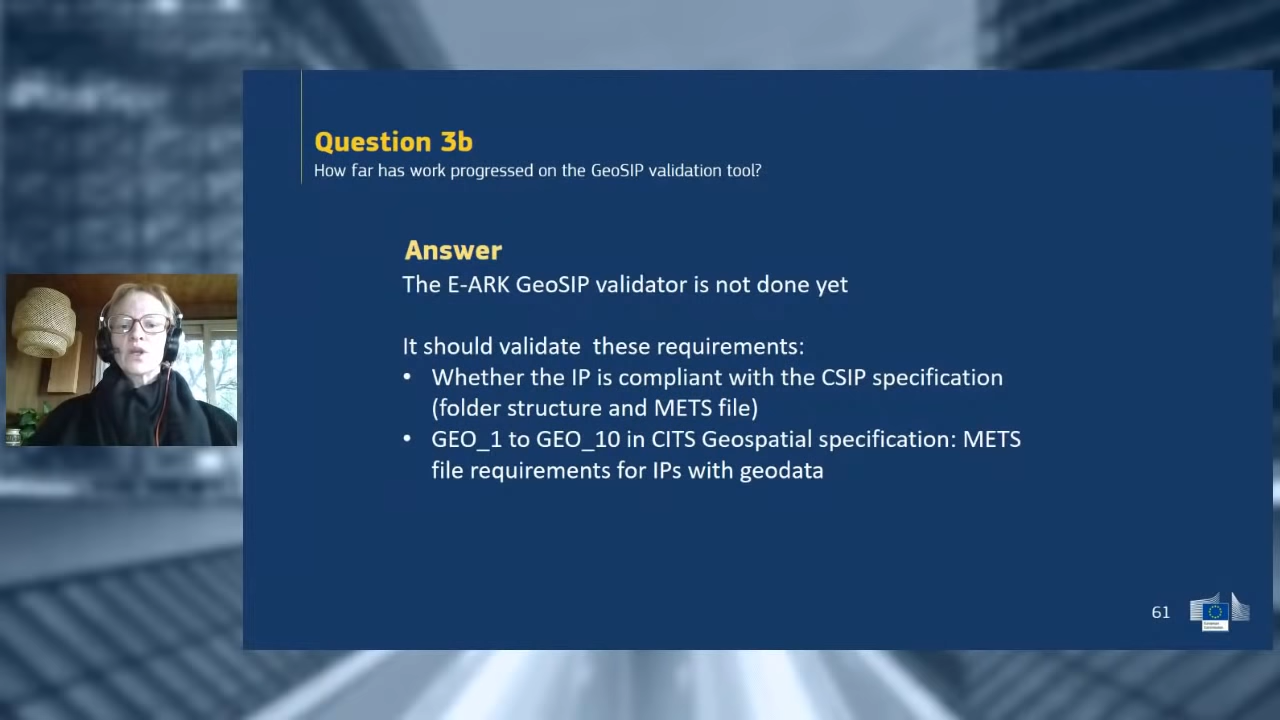 Question 3b
How far has work progressed on the GeoSIP validation tool?
Answer
The E-ARK GeoSIP validator is not done yet
It should validate  these requirements:
• Whether the IP is compliant with the CSIP specification
(folder structure and METS file)
• GEO_1 to GEO_10 in CITS Geospatial specification: METS
file requirements for IPs with geodata
61
European
Commission